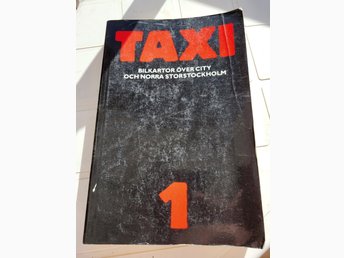 TAXI
BILKARTOR ÖVER CITY
OCH NORRA STORSTOCKHOLM
1